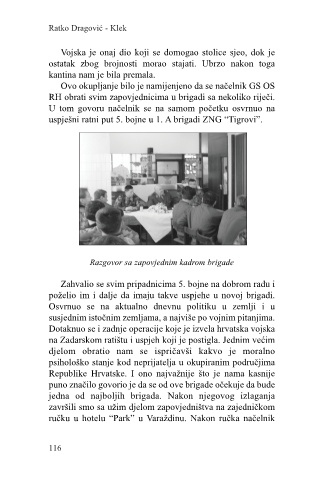 Ratko Dragović - Klek
Vojska je onaj dio koji se domogao stolice sjeo, dok je
ostatak zbog brojnosti morao stajati. Ubrzo nakon toga
kantina nam je bila premala.
Ovo okupljanje bilo je namijenjeno da se načelnik GS OS
RH obrati svim zapovjednicima u brigadi sa nekoliko riječi.
U tom govoru načelnik se na samom početku osvrnuo na
uspješni ratni put 5. bojne u 1. A brigadi ZNG “Tigrovi”.
Razgovor sa zapovjednim kadrom brigade
Zahvalio se svim pripadnicima 5. bojne na dobrom radu i
poželio im i dalje da imaju takve uspjehe u novoj brigadi.
Osvrnuo se na aktualno dnevnu politiku u zemlji i u
susjednim istočnim zemljama, a najviše po vojnim pitanjima.
Dotaknuo se i zadnje operacije koje je izvela hrvatska vojska
na Zadarskom ratištu i uspjeh koji je postigla. Jednim većim
djelom obratio nam se ispričavši kakvo je moralno
psihološko stanje kod neprijatelja u okupiranim područjima
Republike Hrvatske. I ono najvažnije što je nama kasnije
puno značilo govorio je da se od ove brigade očekuje da bude
jedna od najboljih brigada. Nakon njegovog izlaganja
završili smo sa užim djelom zapovjedništva na zajedničkom
ručku u hotelu “Park” u Varaždinu. Nakon ručka načelnik
116